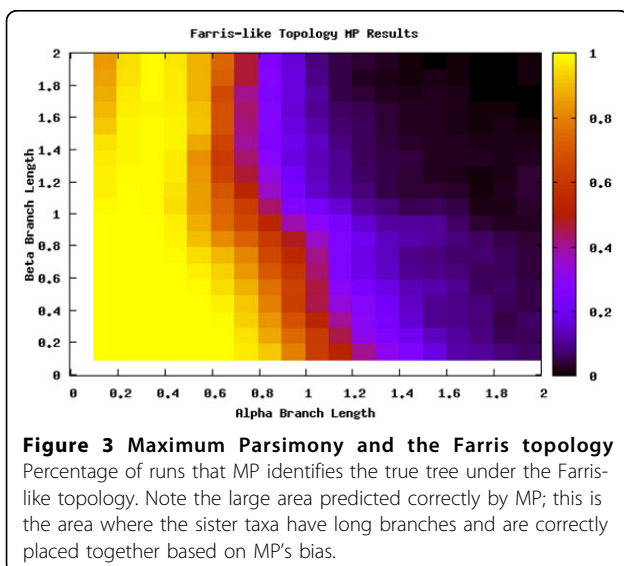 Farris-like Topology MP Results
2
1.8
1.6
1.4
1.2
1
0.8
0.6
0.4
0.2
0
Beta Branch Length
0 0.2 0.4 0.6 0.8 1 1.2 1.4 1.6 1.8 2
Alpha Branch Length
1
0.8
0.6
0.4
0.2
0
Figure 3 Maximum Parsimony and the Farris topology
Percentage of runs that MP identifies the true tree under the Farris-
like topology. Note the large area predicted correctly by MP; this is
the area where the sister taxa have long branches and are correctly
placed together based on MP's bias.